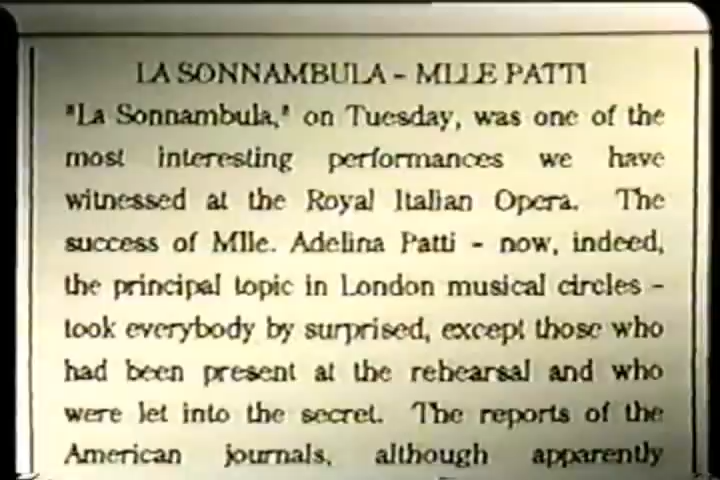 LA SONNAMBULA - MLLE PATTI
"La Sonnambula," on Tuesday, was one of the
most interesting performances we have
witnessed at the Royal Italian Opera. The
success of Mlle. Adelina Patti - now, indeed,
the principal topic in London musical circles -
took everybody by surprised, except those who
had been present at the rehearsal and who
were let into the secret. The reports of the
American journals, although apparently